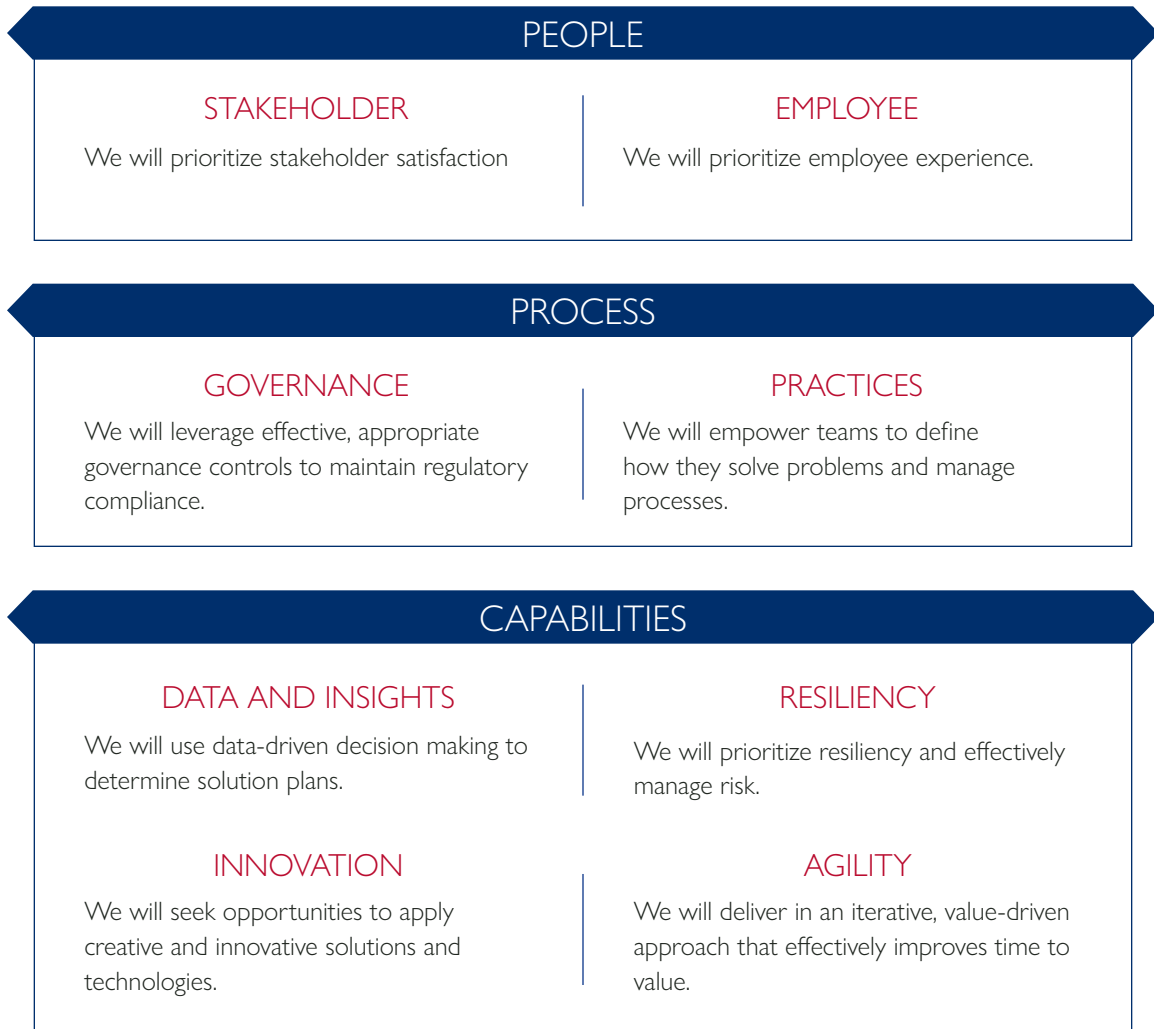 PEOPLE
STAKEHOLDER
We will prioritize stakeholder satisfaction
EMPLOYEE
We will prioritize employee experience.
PROCESS
GOVERNANCE
We will leverage effective, appropriate
governance controls to maintain regulatory
compliance.
PRACTICES
We will empower teams to define
how they solve problems and manage
processes.
CAPABILITIES
DATA AND INSIGHTS
We will use data-driven decision making to
determine solution plans.
RESILIENCY
We will prioritize resiliency and effectively
manage risk.
INNOVATION
We will seek opportunities to apply
creative and innovative solutions and
technologies.
AGILITY
We will deliver in an iterative, value-driven
approach that effectively improves time to
value.